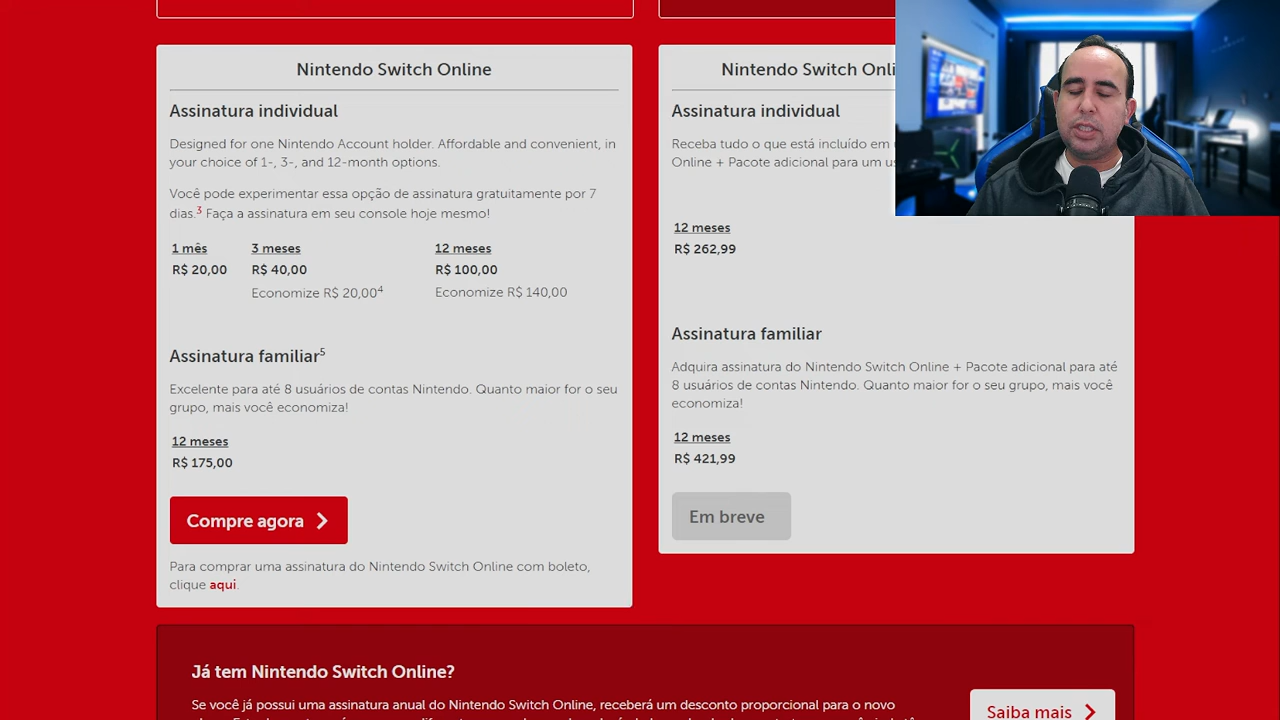 Nintendo Switch Online
Assinatura individual
Designed for one Nintendo Account holder. Affordable and convenient, in
your choice of 1-, 3-, and 12-month options.
Você pode experimentar essa opção de assinatura gratuitamente por 7
dias.3 Faça a assinatura em seu console hoje mesmo!
1 mês 3 meses 12 meses
R$ 20,00 R$ 40,00 R$ 100,00
Economize R$ 20,004 Economize R$ 140,00
Assinatura familiar5
Excelente para até 8 usuários de contas Nintendo. Quanto maior for o seu
grupo, mais você economiza!
12 meses
R$ 175,00
Compre agora
Para comprar uma assinatura do Nintendo Switch Online com boleto,
clique aqui.
Nintendo Switch Onli
Assinatura individual
Receba tudo o que está incluído em
Online + Pacote adicional para um us
12 meses
R$ 262,99
Assinatura familiar
Adquira assinatura do Nintendo Switch Online + Pacote adicional para até
8 usuários de contas Nintendo. Quanto maior for o seu grupo, mais você
economiza!
12 meses
R$ 421,99
Em breve
Já tem Nintendo Switch Online?
Se você já possui uma assinatura anual do Nintendo Switch Online, receberá um desconto proporcional para o novo
Saiba mais